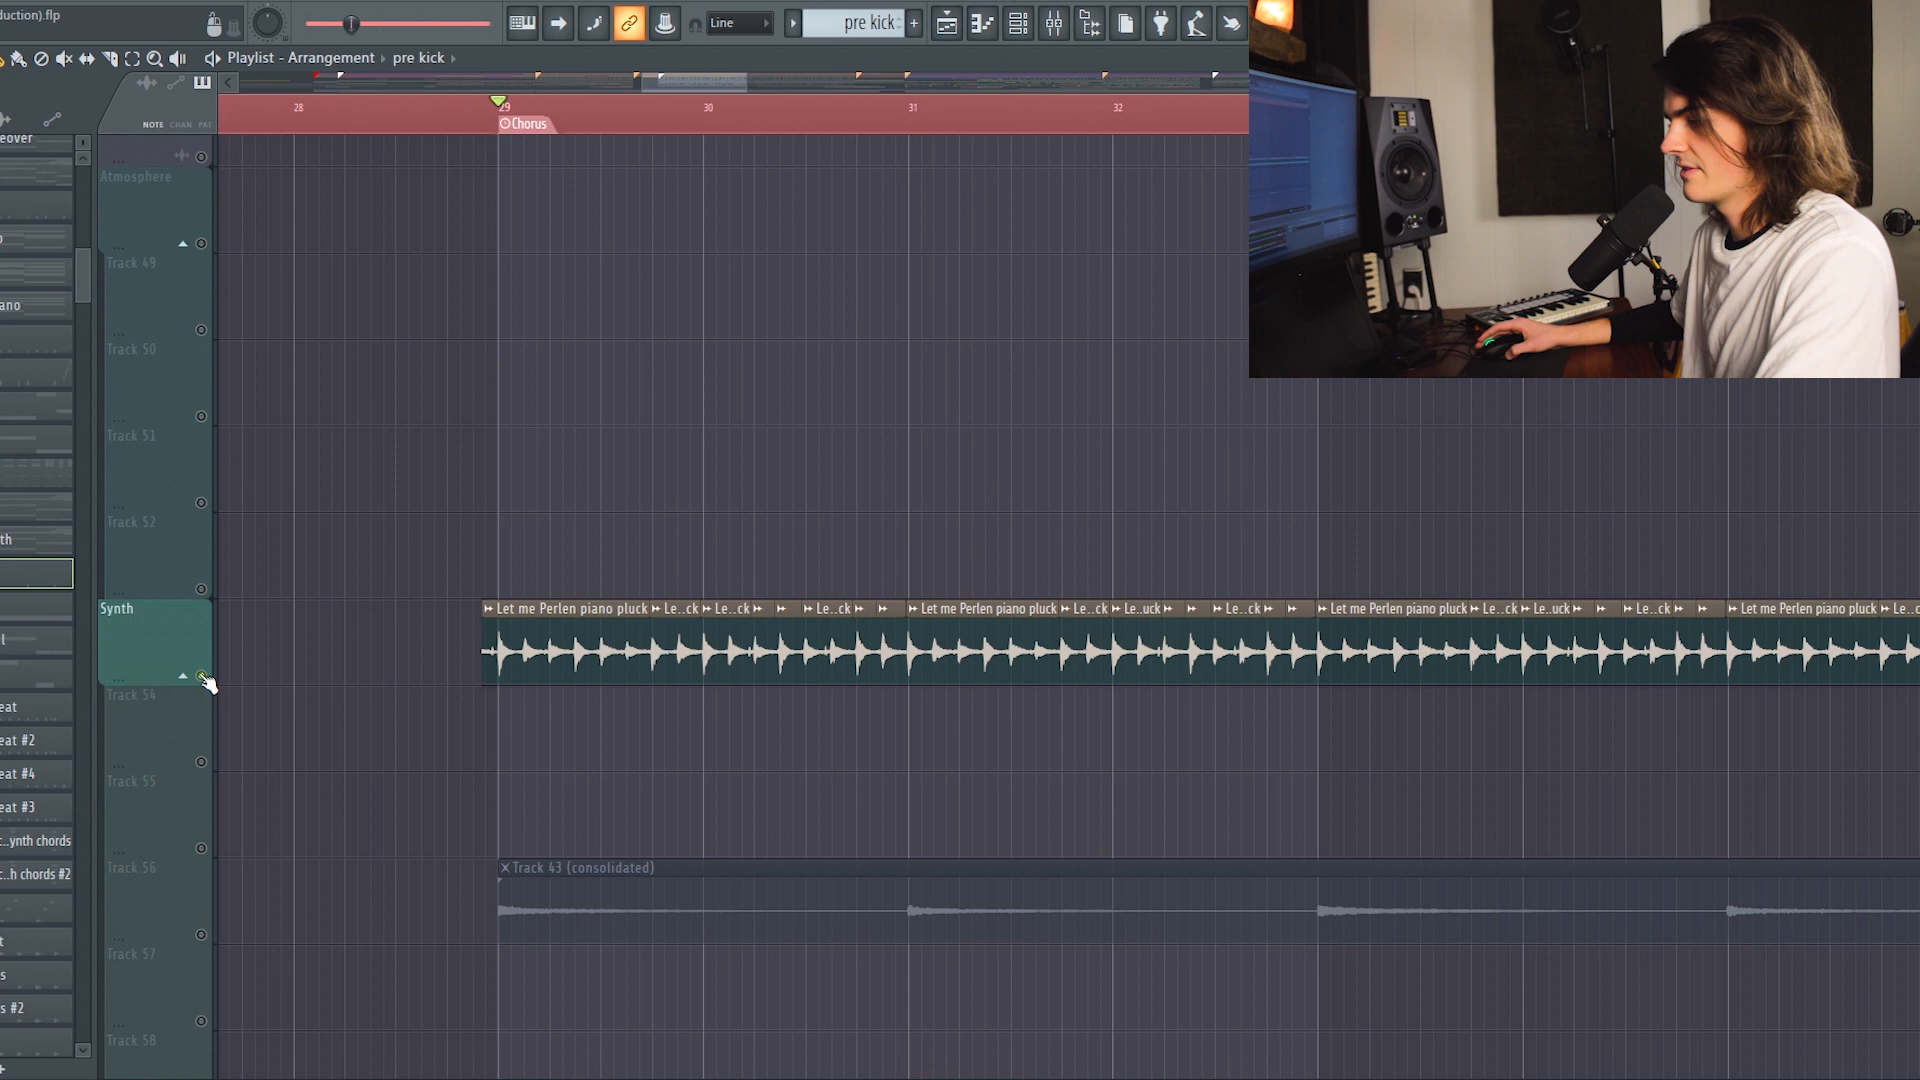 duction).flp
Line
pre kick
+
Playlist - Arrangement › pre kick ›
NOTE CHAN PAT
28
29
30
31
32
Chorus
eover
Atmosphere
Track 49
ano
Track 50
Track 51
Track 52
th
Synth
Let me Perlen piano pluck
Le..ck
Le..ck
Le..ck
Let me Perlen piano pluck
Le..ck
Le..uck
Le..ck
Let me Perlen piano pluck
Le..ck
Le..uck
Le..ck
Let me Perlen piano pluck
Le..c
l
Track 54
eat
eat #2
Track 55
eat #4
eat #3
c..ynth chords
Track 56
Track 43 (consolidated)
c..h chords #2
t
Track 57
s
s #2
Track 58